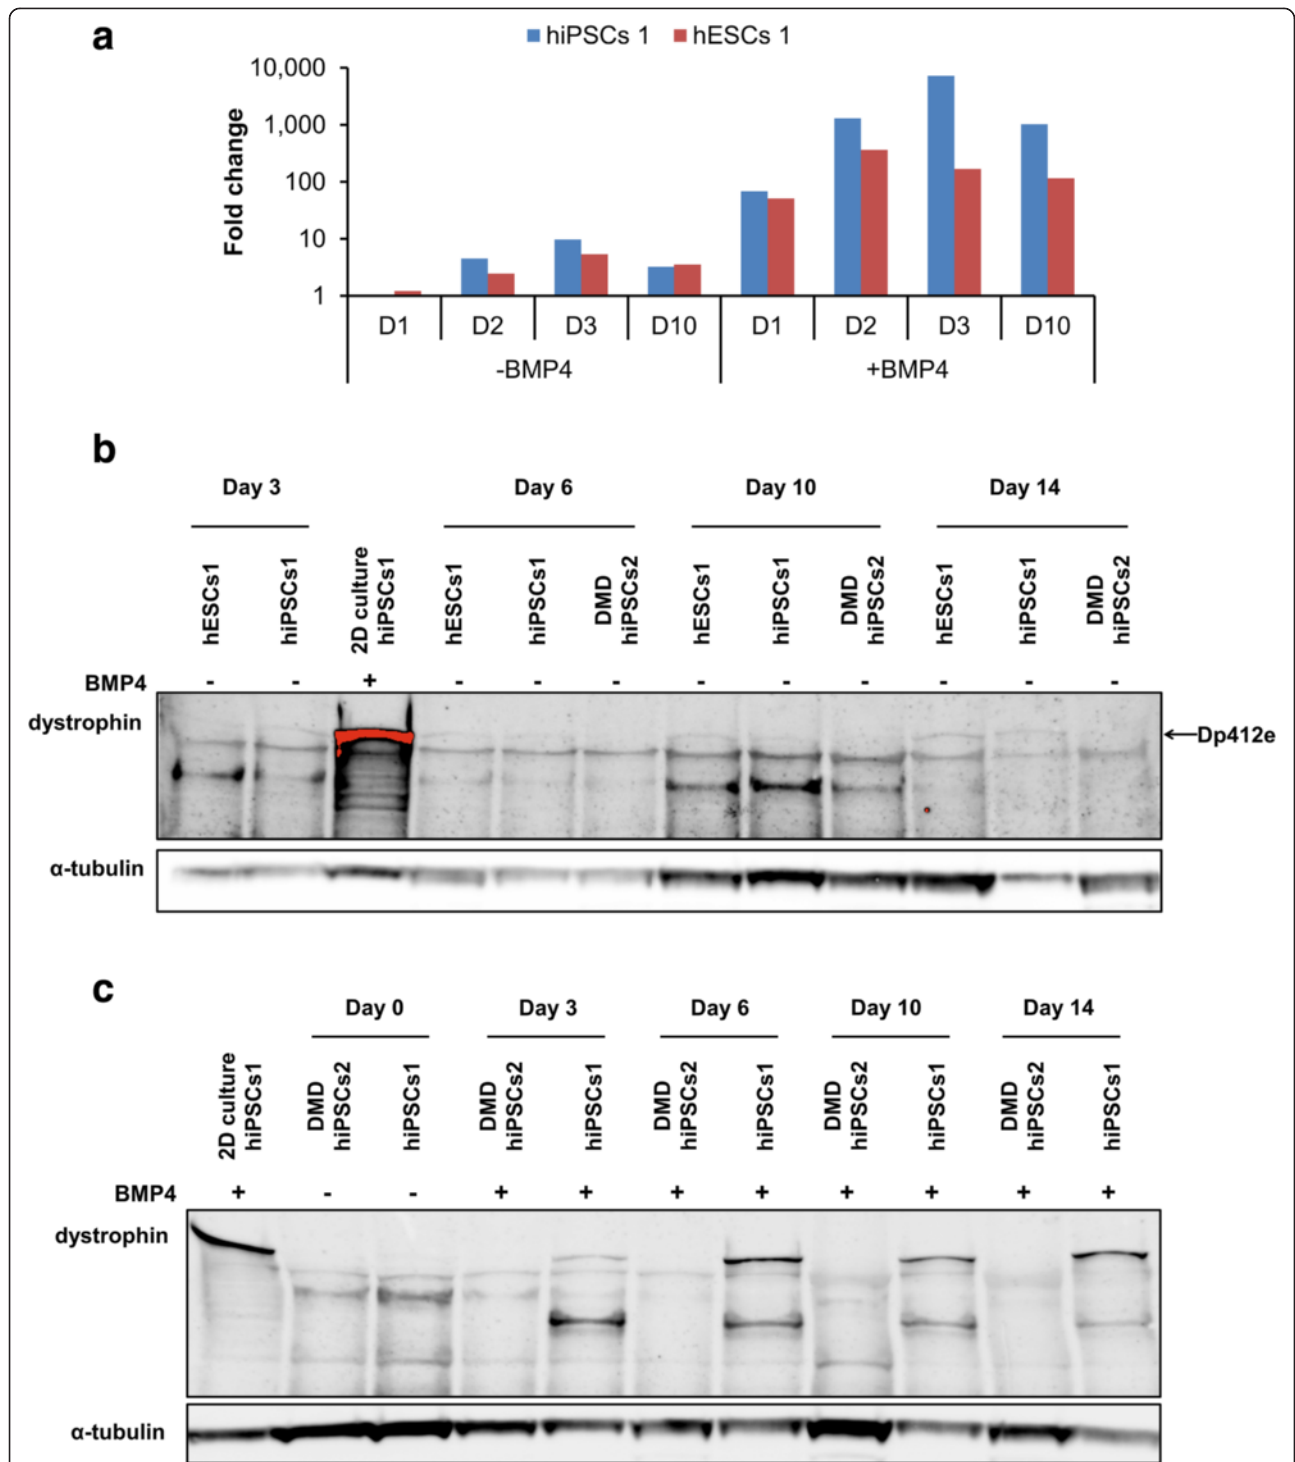 a
hiPSCs 1 hESCs 1
Fold change
10,000
1,000
100
10
1
D1 D2 D3 D10 D1 D2 D3 D10
-BMP4 +BMP4
b
Day 3 Day 6 Day 10 Day 14
hESCs1
hiPSCs1
2D culture
hiPSCs1
hESCs1
hiPSCs1
DMD
hiPSCs2
hESCs1
hiPSCs1
DMD
hiPSCs2
hESCs1
hiPSCs1
DMD
hiPSCs2
BMP4 - - + - - - - - - - - -
dystrophin
Dp412e
α-tubulin
c
Day 0 Day 3 Day 6 Day 10 Day 14
2D culture
hiPSCs1
DMD
hiPSCs2
hiPSCs1
DMD
hiPSCs2
hiPSCs1
DMD
hiPSCs2
hiPSCs1
DMD
hiPSCs2
hiPSCs1
DMD
hiPSCs2
hiPSCs1
BMP4 + - - + + + + + + + +
dystrophin
α-tubulin